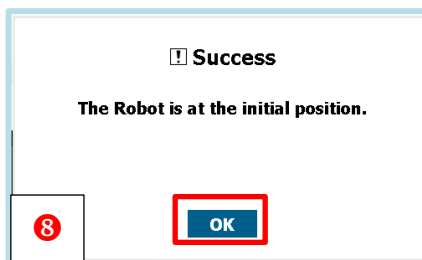 ! Success
The Robot is at the initial position.
OK
8